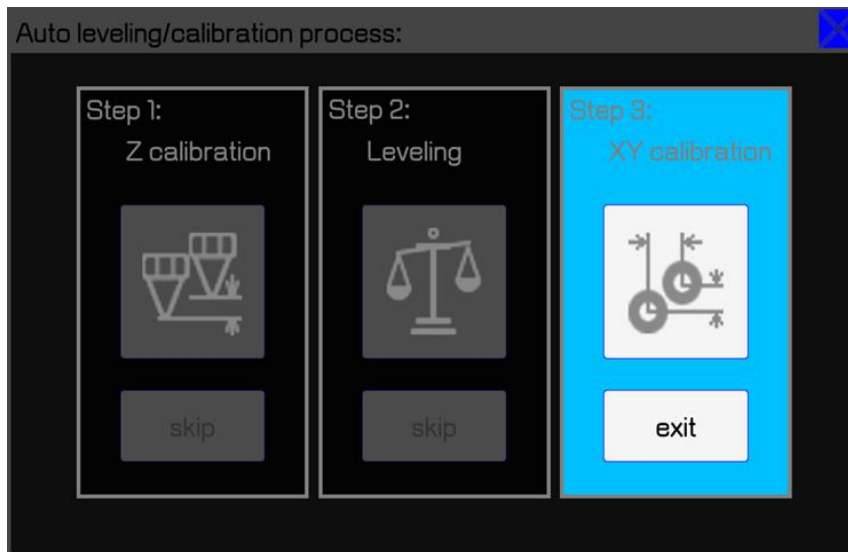 Auto leveling/calibration process:
Step 1:
Z calibration
skip
Step 2:
Leveling
skip
Step 3:
XY calibration
exit